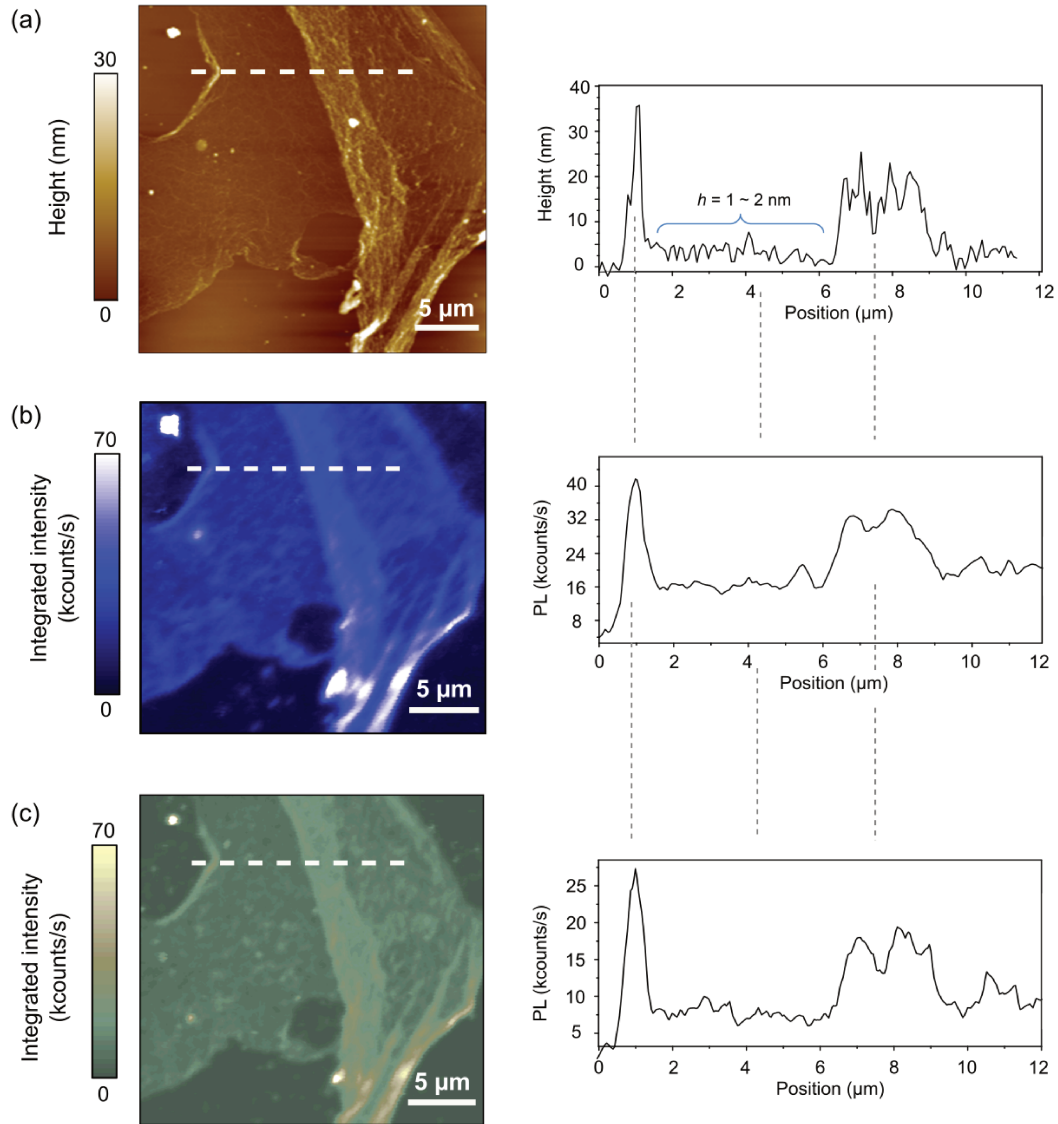 (a)
30
Height (nm)
0
5 µm
40
35
30
20
10
0
Height (nm)
h = 1 ~ 2 nm
0 2 4 6 8 10 12
Position (µm)
(b)
70
Integrated intensity
(kcounts/s)
0
5 µm
40
32
24
16
8
PL (kcounts/s)
0 2 4 6 8 10 12
Position (µm)
(c)
70
Integrated intensity
(kcounts/s)
0
5 µm
25
20
15
10
5
PL (kcounts/s)
0 2 4 6 8 10 12
Position (µm)